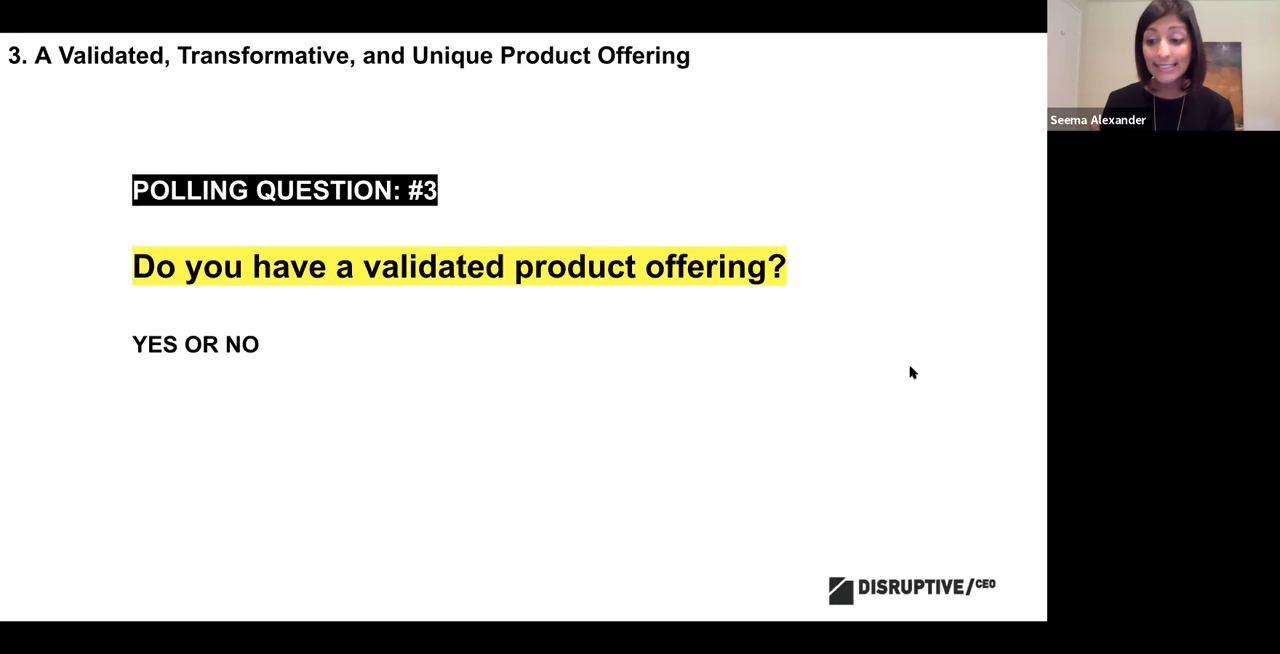 3. A Validated, Transformative, and Unique Product Offering
Seema Alexander
POLLING QUESTION: #3
Do you have a validated product offering?
YES OR NO
DISRUPTIVE/CEO